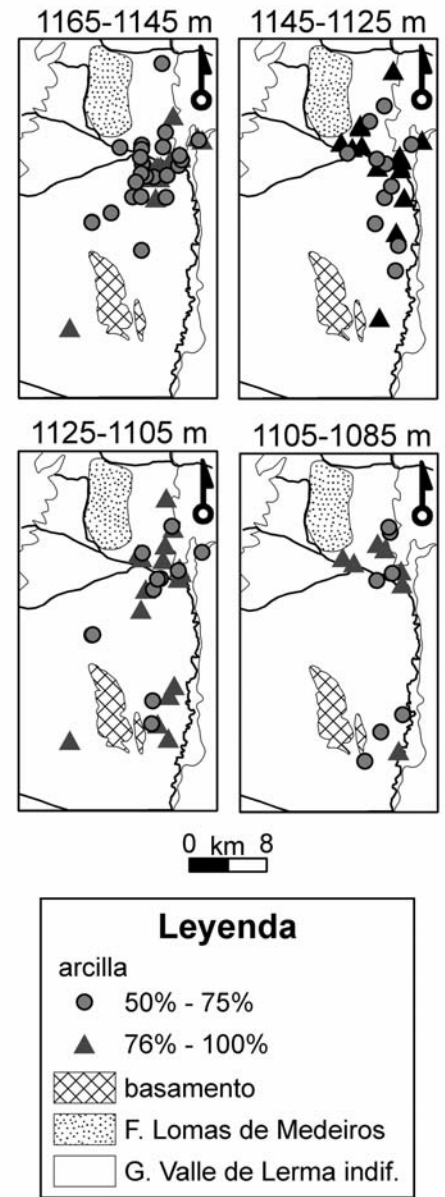 1165-1145 m 1145-1125 m
1125-1105 m 1105-1085 m
0 km 8
Leyenda
arcilla
50% - 75%
76% - 100%
basamento
F. Lomas de Medeiros
G. Valle de Lerma indif.